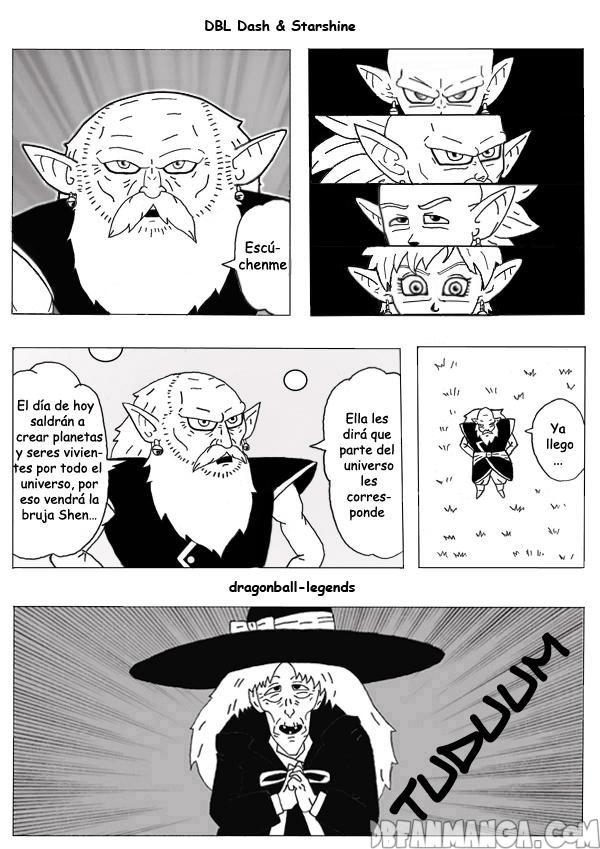 DBL Dash & Starshine
Escú-
chenme
El día de hoy
saldrán a
crear planetas
y seres vivien-
tes por todo el
universo, por
eso vendrá la
bruja Shen...
Ella les
dirá que
parte del
universo
les
corres-
ponde
Ya
llego
...
dragonball-legends
TUDUUM
DBFANMANGA.COM